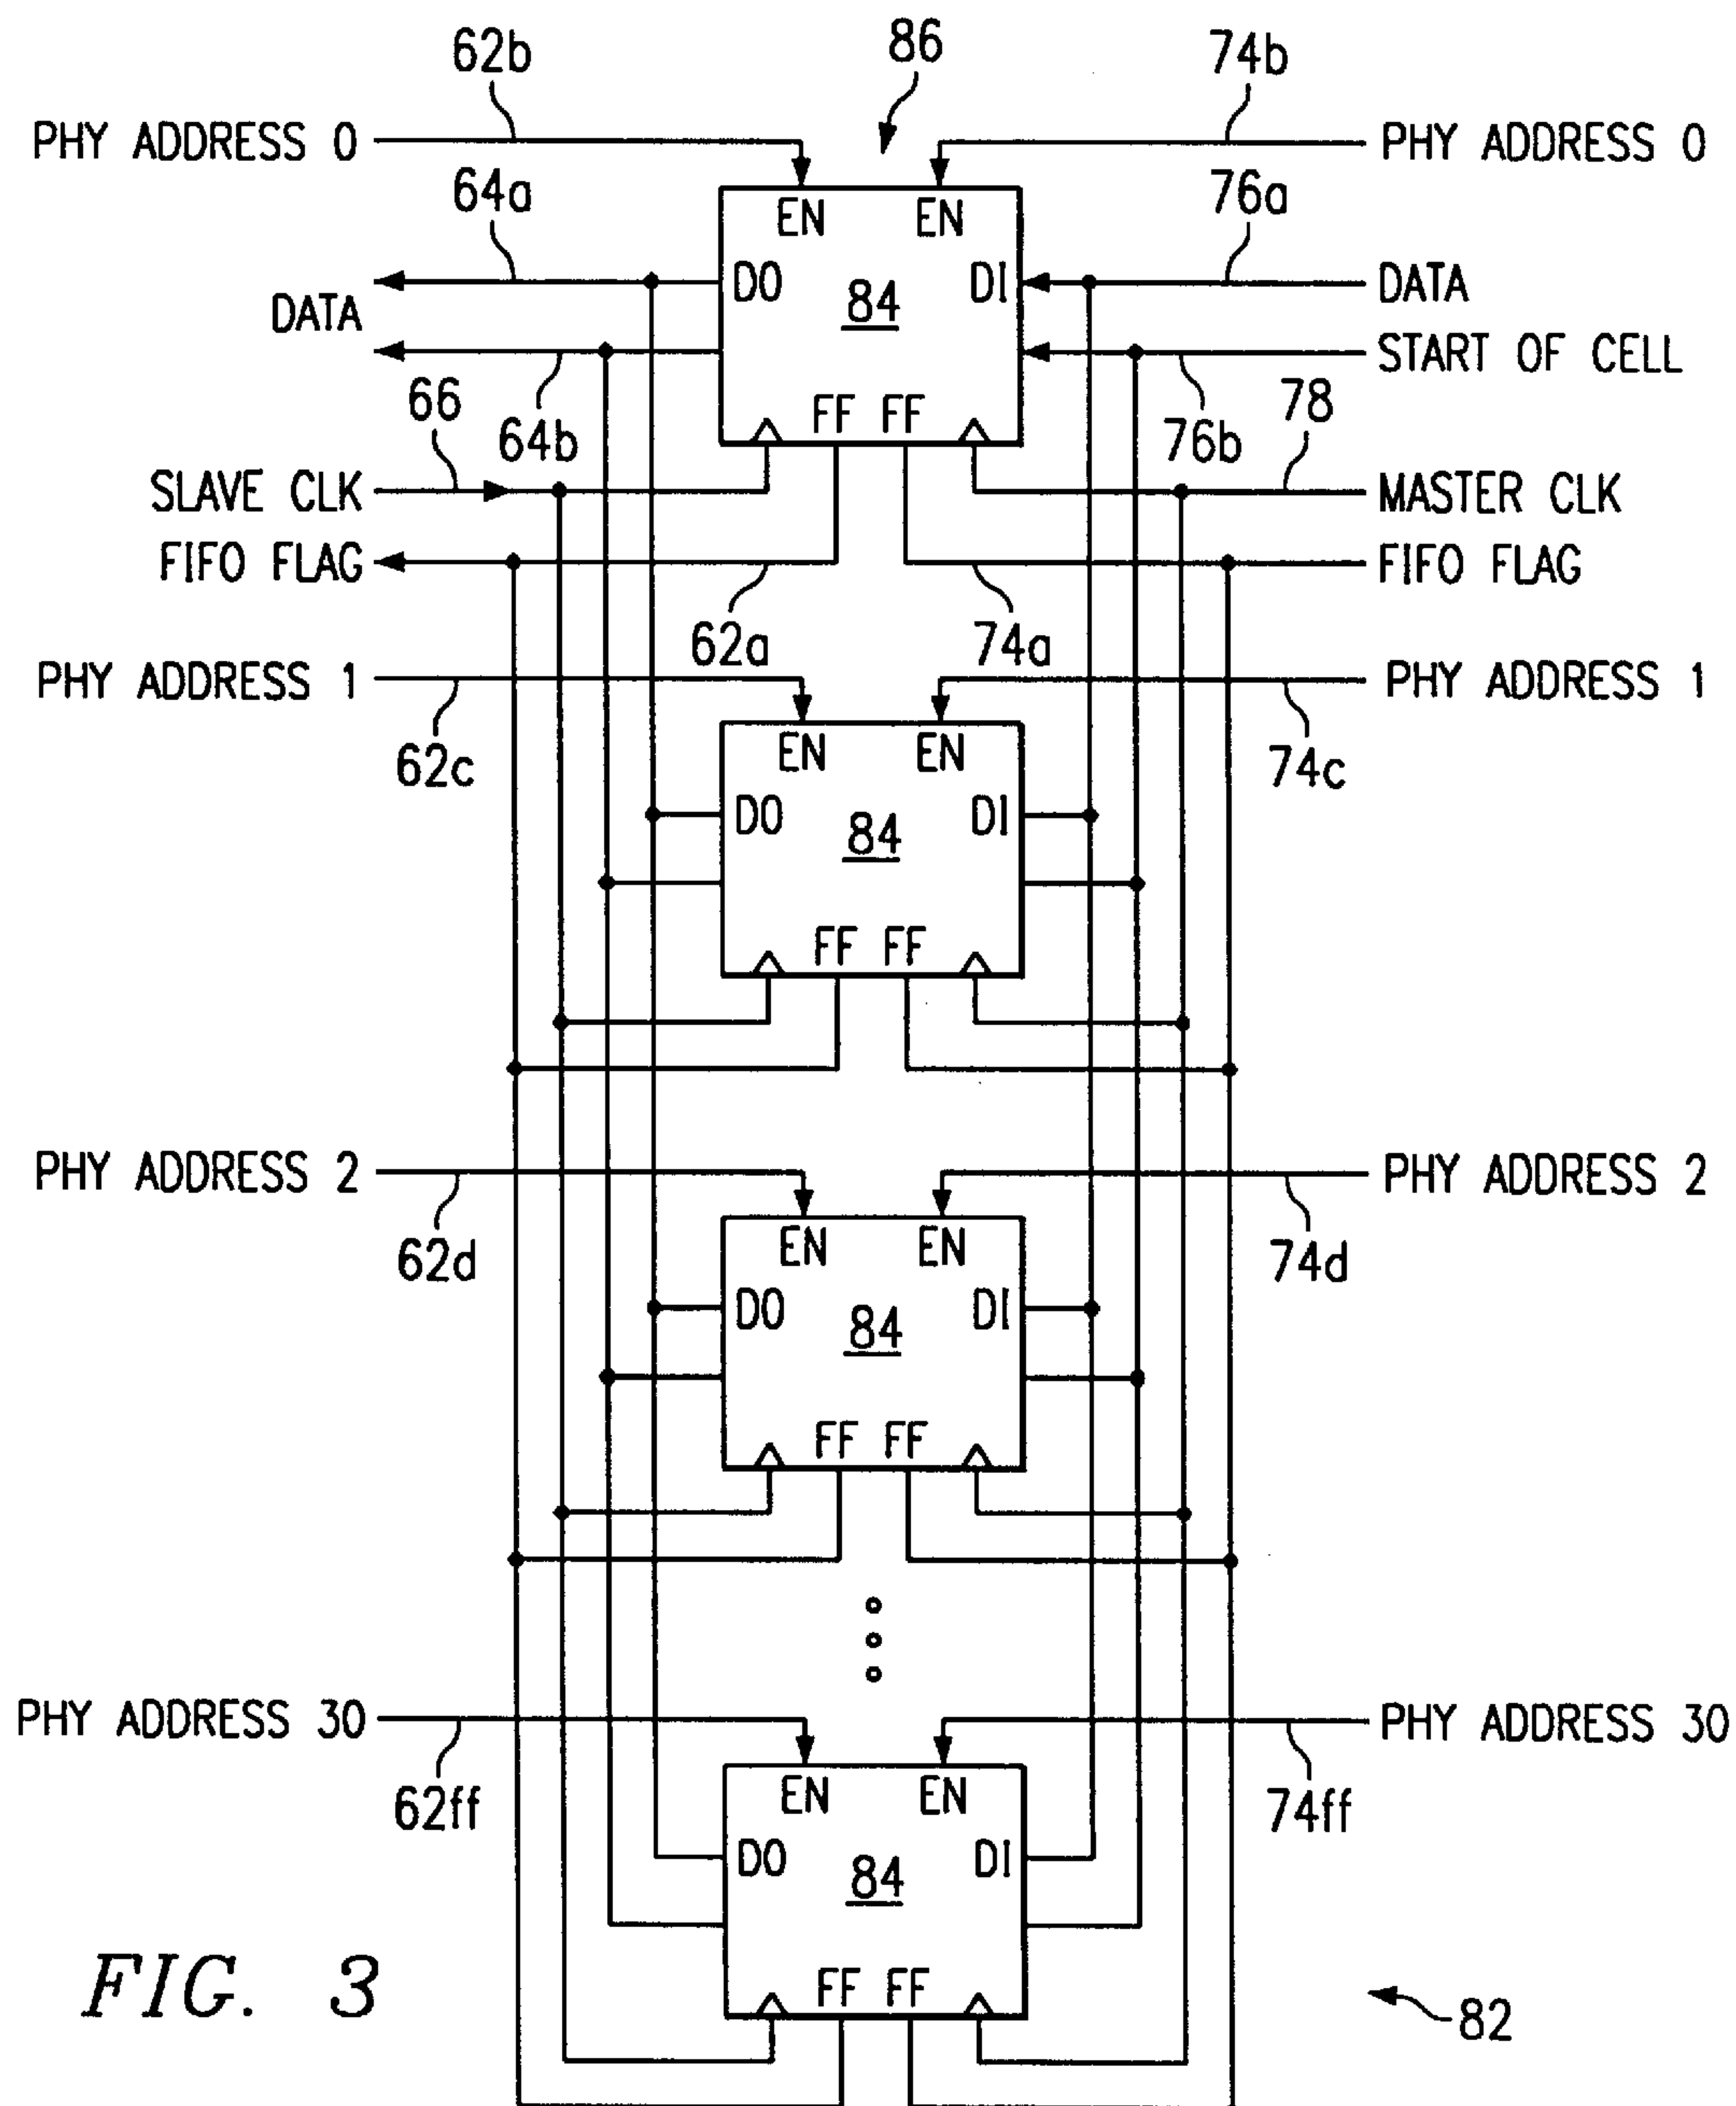 62b
86
74b
PHY ADDRESS 0
PHY ADDRESS 0
64a
76a
EN EN
DO 84 DI
DATA
DATA
START OF CELL
66
64b
FF FF
76b
78
SLAVE CLK
MASTER CLK
FIFO FLAG
FIFO FLAG
62a
74a
PHY ADDRESS 1
PHY ADDRESS 1
62c
EN EN
74c
DO 84 DI
FF FF
PHY ADDRESS 2
PHY ADDRESS 2
62d
EN EN
74d
DO 84 DI
FF FF
PHY ADDRESS 30
PHY ADDRESS 30
62ff
EN EN
74ff
DO 84 DI
FF FF
FIG. 3
82